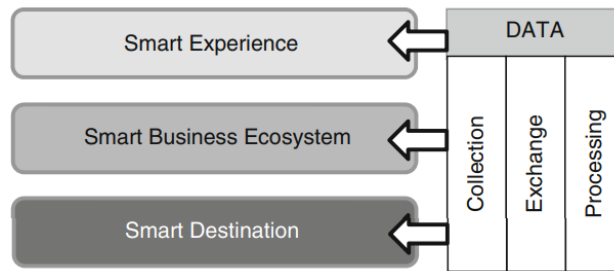 Smart Experience
DATA
Smart Business Ecosystem
Smart Destination
Collection
Exchange
Processing